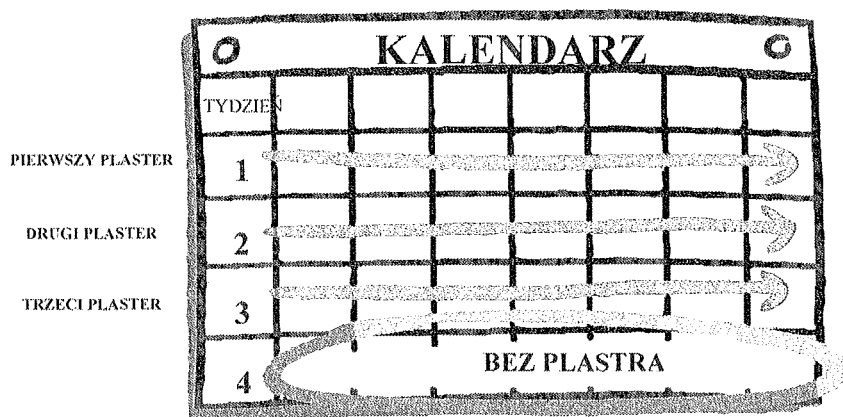 KALENDARZ
TYDZIEŃ
PIERWSZY PLASTER 1
DRUGI PLASTER 2
TRZECI PLASTER 3
4 BEZ PLASTRA